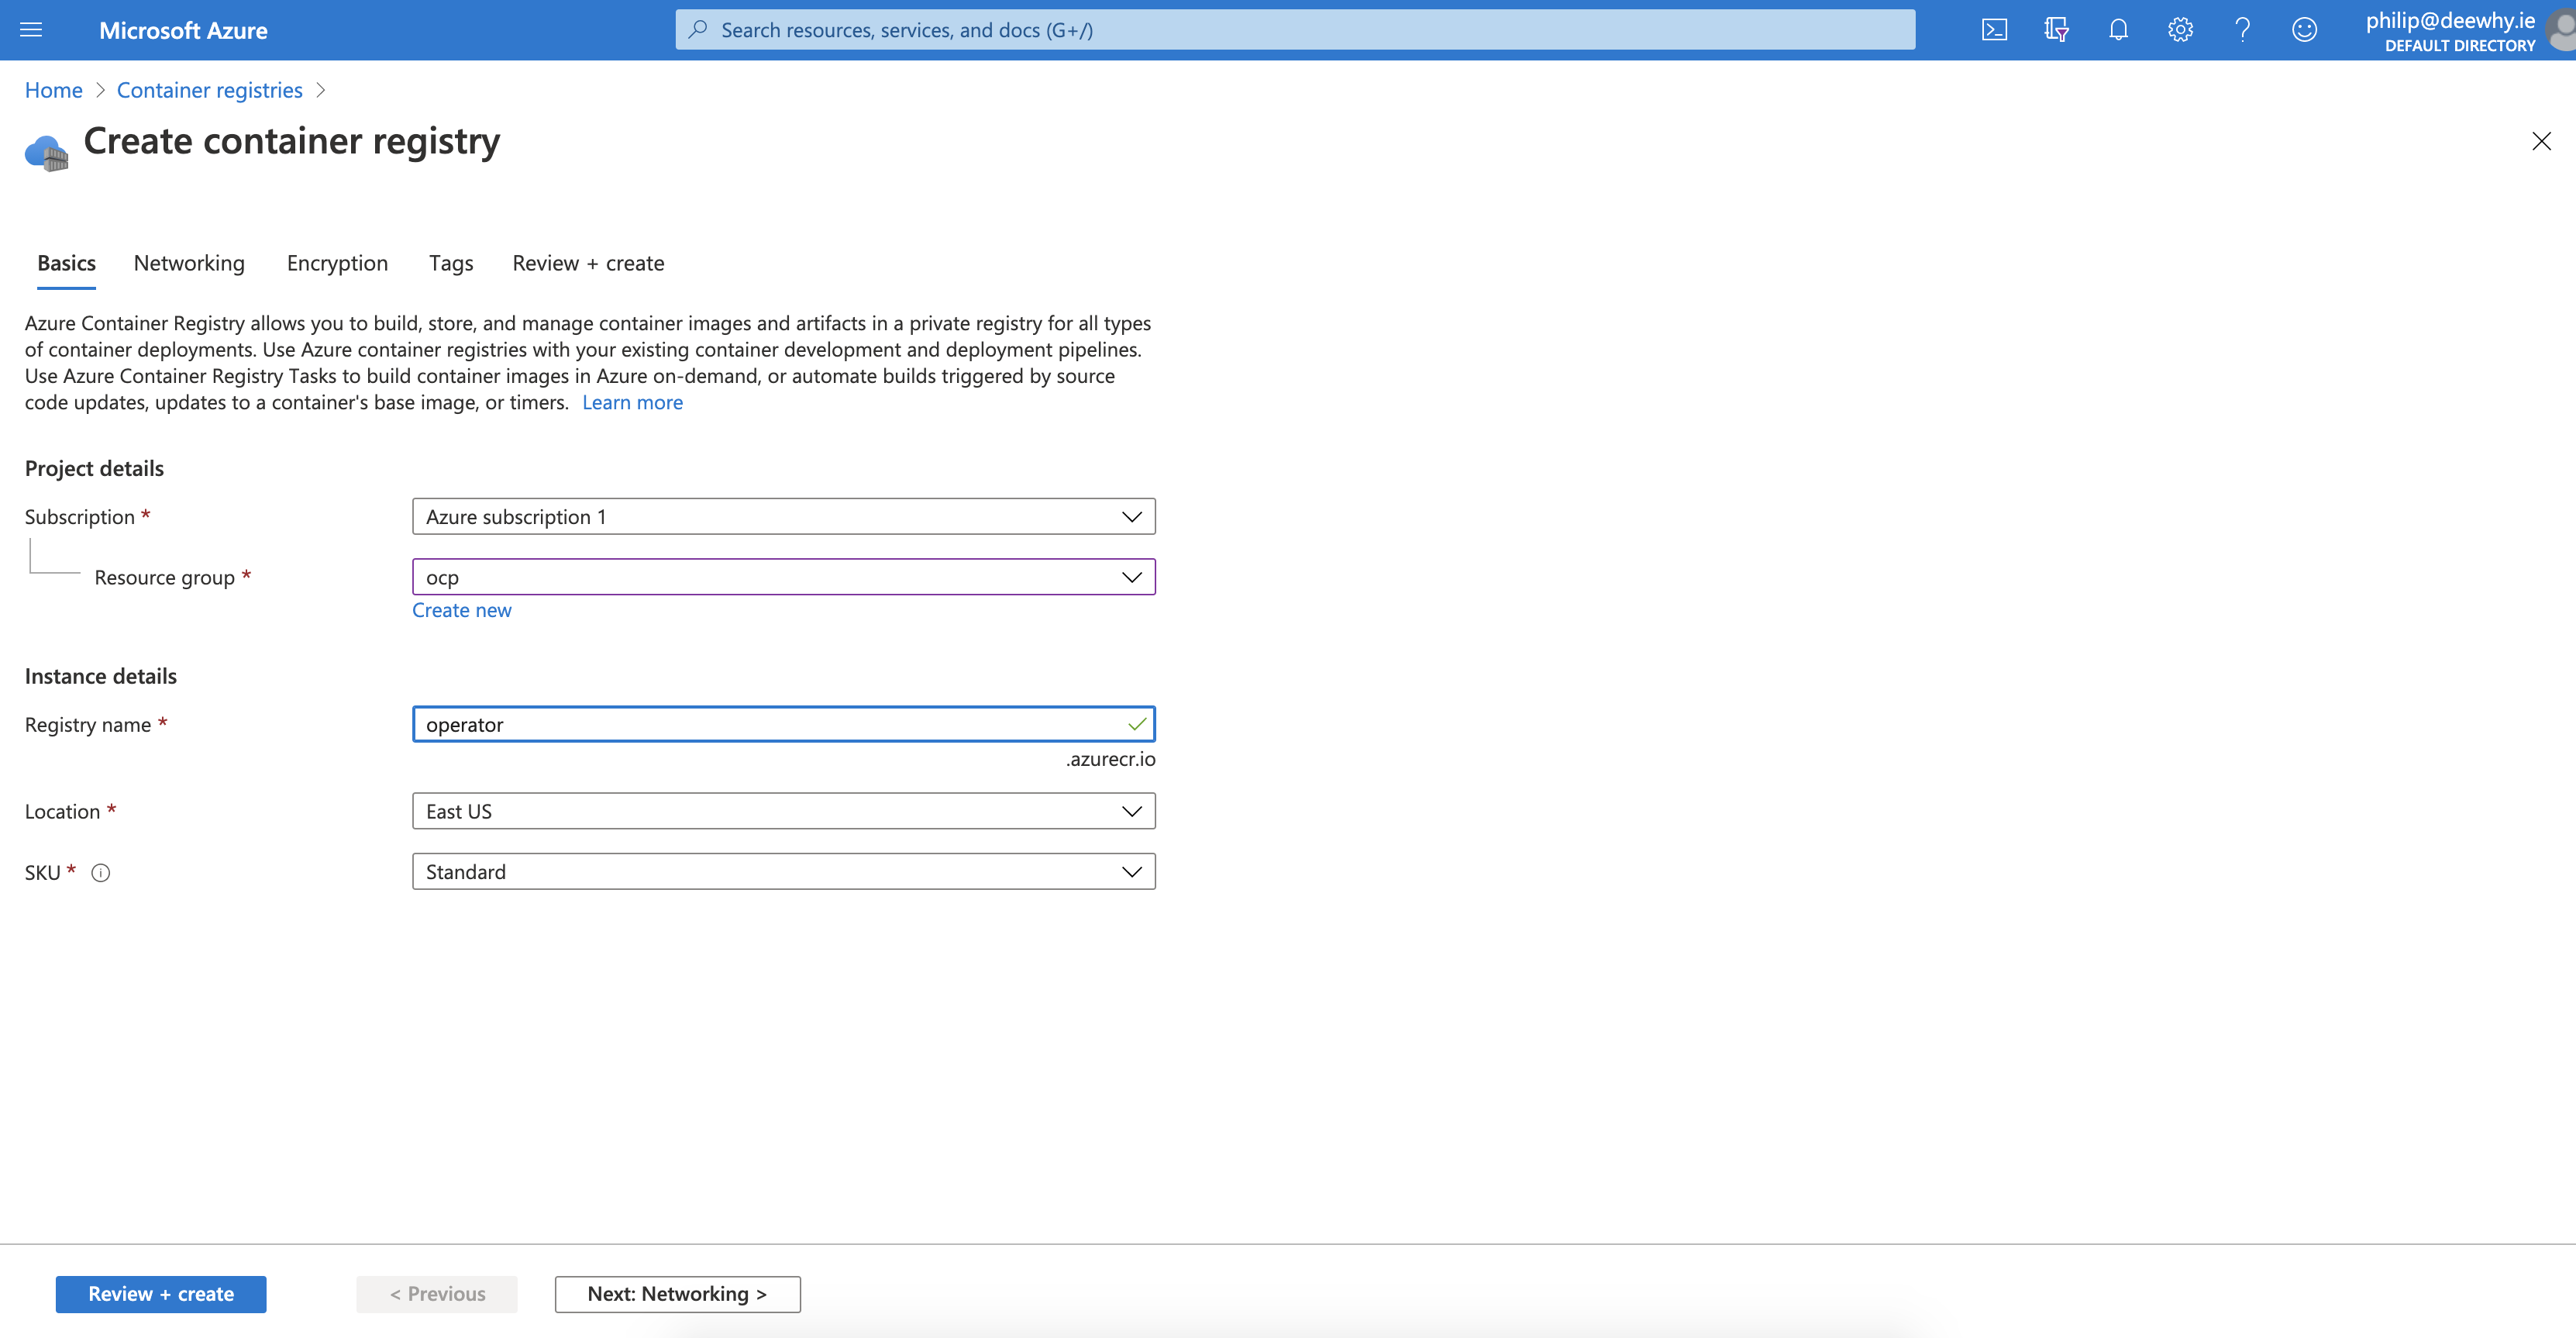 Microsoft Azure
Search resources, services, and docs (G+/)
philip@deewhy.ie
DEFAULT DIRECTORY
Home > Container registries >
Create container registry
Basics Networking Encryption Tags Review + create
Azure Container Registry allows you to build, store, and manage container images and artifacts in a private registry for all types
of container deployments. Use Azure container registries with your existing container development and deployment pipelines.
Use Azure Container Registry Tasks to build container images in Azure on-demand, or automate builds triggered by source
code updates, updates to a container's base image, or timers. Learn more
Project details
Subscription * Azure subscription 1
Resource group * ocp
Create new
Instance details
Registry name * operator
.azurecr.io
Location * East US
SKU * Standard
Review + create < Previous Next: Networking >